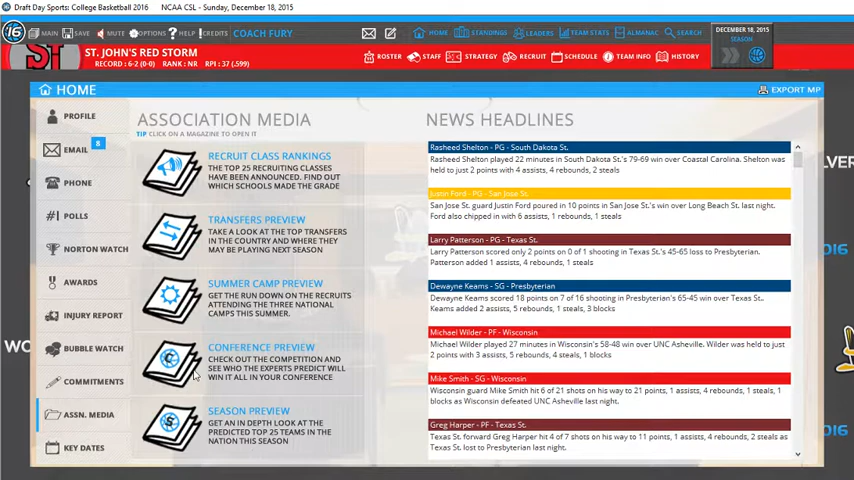 Draft Day Sports: College Basketball 2016 NCAA CSL - Sunday, December 18, 2015
16 MAIN SAVE MUTE OPTIONS ? HELP ! CREDITS COACH FURY HOME STANDINGS LEADERS TEAM STATS ALMANAC SEARCH
DECEMBER 18, 2015
SEASON
ST. JOHN'S RED STORM
RECORD : 6-2 (0-0) RANK : NR RPI : 37 (.599)
ROSTER STAFF STRATEGY RECRUIT SCHEDULE TEAM INFO HISTORY
HOME
EXPORT MP
PROFILE
EMAIL 8
PHONE
#1 POLLS
NORTON WATCH
AWARDS
INJURY REPORT
BUBBLE WATCH
COMMITMENTS
ASSN. MEDIA
KEY DATES
ASSOCIATION MEDIA
TIP CLICK ON A MAGAZINE TO OPEN IT
RECRUIT CLASS RANKINGS
THE TOP 25 RECRUITING CLASSES
HAVE BEEN ANNOUNCED. FIND OUT
WHICH SCHOOLS MADE THE GRADE
TRANSFERS PREVIEW
TAKE A LOOK AT THE TOP TRANSFERS
IN THE COUNTRY AND WHERE THEY
MAY BE PLAYING NEXT SEASON
SUMMER CAMP PREVIEW
GET THE RUN DOWN ON THE RECRUITS
ATTENDING THE THREE NATIONAL
CAMPS THIS SUMMER.
C
CONFERENCE PREVIEW
CHECK OUT THE COMPETITION AND
SEE WHO THE EXPERTS PREDICT WILL
WIN IT ALL IN YOUR CONFERENCE
S
SEASON PREVIEW
GET AN IN DEPTH LOOK AT THE
PREDICTED TOP 25 TEAMS IN THE
NATION THIS SEASON
NEWS HEADLINES
Rasheed Shelton - PG - South Dakota St.
Rasheed Shelton played 22 minutes in South Dakota St.'s 79-69 win over Coastal Carolina. Shelton was
held to just 2 points with 4 assists, 4 rebounds, 2 steals
Justin Ford - PG - San Jose St.
San Jose St. guard Justin Ford poured in 10 points in San Jose St.'s win over Long Beach St. last night.
Ford also chipped in with 6 assists, 1 rebounds, 1 steals
Larry Patterson - PG - Texas St.
Larry Patterson scored only 2 points on 0 of 1 shooting in Texas St.'s 45-65 loss to Presbyterian.
Patterson added 1 assists, 4 rebounds, 1 steals
Dewayne Keams - SG - Presbyterian
Dewayne Keams scored 18 points on 7 of 16 shooting in Presbyterian's 65-45 win over Texas St..
Keams added 2 assists, 5 rebounds, 1 steals, 3 blocks
Michael Wilder - PF - Wisconsin
Michael Wilder played 27 minutes in Wisconsin's 58-48 win over UNC Asheville. Wilder was held to just
2 points with 3 assists, 5 rebounds, 4 steals, 1 blocks
Mike Smith - SG - Wisconsin
Wisconsin guard Mike Smith hit 6 of 21 shots on his way to 21 points, 1 assists, 4 rebounds, 1 steals, 1
blocks as Wisconsin defeated UNC Asheville last night.
Greg Harper - PF - Texas St.
Texas St. forward Greg Harper hit 4 of 7 shots on his way to 11 points, 1 assists, 4 rebounds, 2 steals as
Texas St. lost to Presbyterian last night.